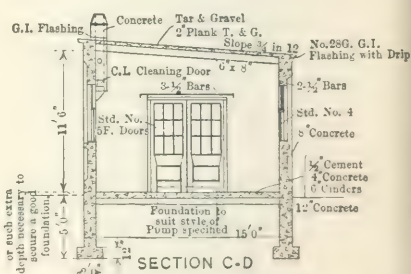 Concrete
Tar & Gravel
G.I. Flashing
2" Plank T. & G.
Slope 3/4 in 12
No. 28G. G.I.
Flashing with Drip
6" x 8"
C.I. Cleaning Door
3-1/2" Bars
2-1/2" Bars
11'6"
Std. No.
5F. Doors
Std. No. 4
8" Concrete
1/2" Cement
4" Concrete
6" Cinders
12" Concrete
or such extra
depth necessary to
secure a good
foundation.
5'0"
Foundation to
suit style of
Pump specified
15'0"
12"
SECTION C-D